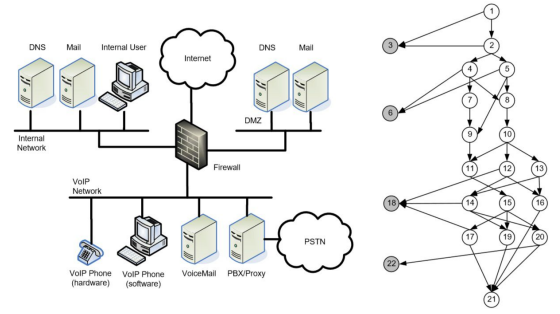 DNS Mail Internal User
Internet
DNS Mail
Internal
Network
DMZ
Firewall
VoIP
Network
VoIP Phone
(hardware)
VoIP Phone
(software)
VoiceMail
PBX/Proxy
PSTN
1
3 2
4 5
6 7 8
9 10
11 12 13
18 14 15 16
17 19 20
22
21